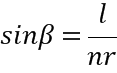 sinβ = l/nr